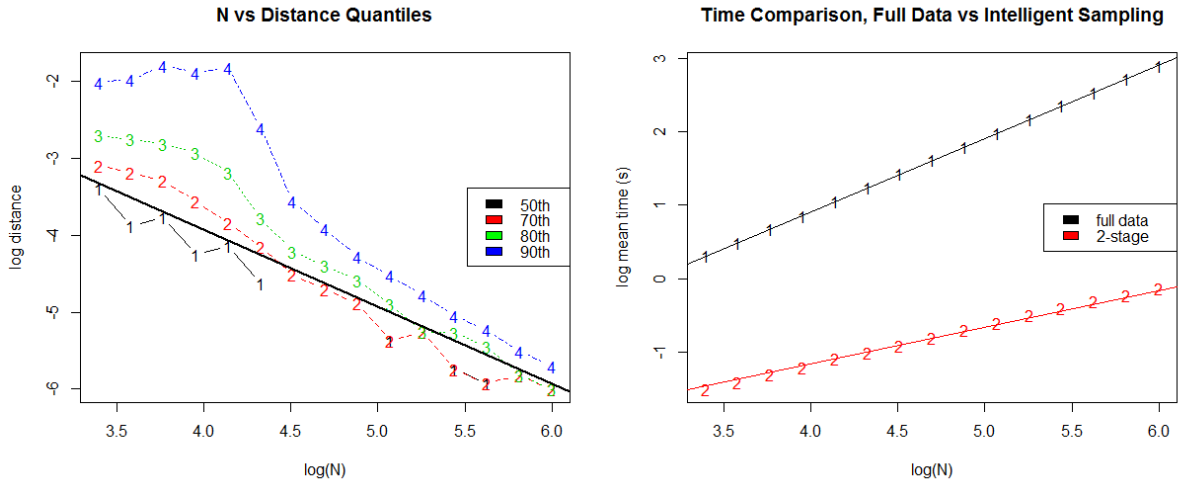 N vs Distance Quantiles
log distance
-2
-3
-4
-5
-6
3.5 4.0 4.5 5.0 5.5 6.0
log(N)
50th
70th
80th
90th
Time Comparison, Full Data vs Intelligent Sampling
log mean time (s)
3
2
1
0
-1
3.5 4.0 4.5 5.0 5.5 6.0
log(N)
full data
2-stage